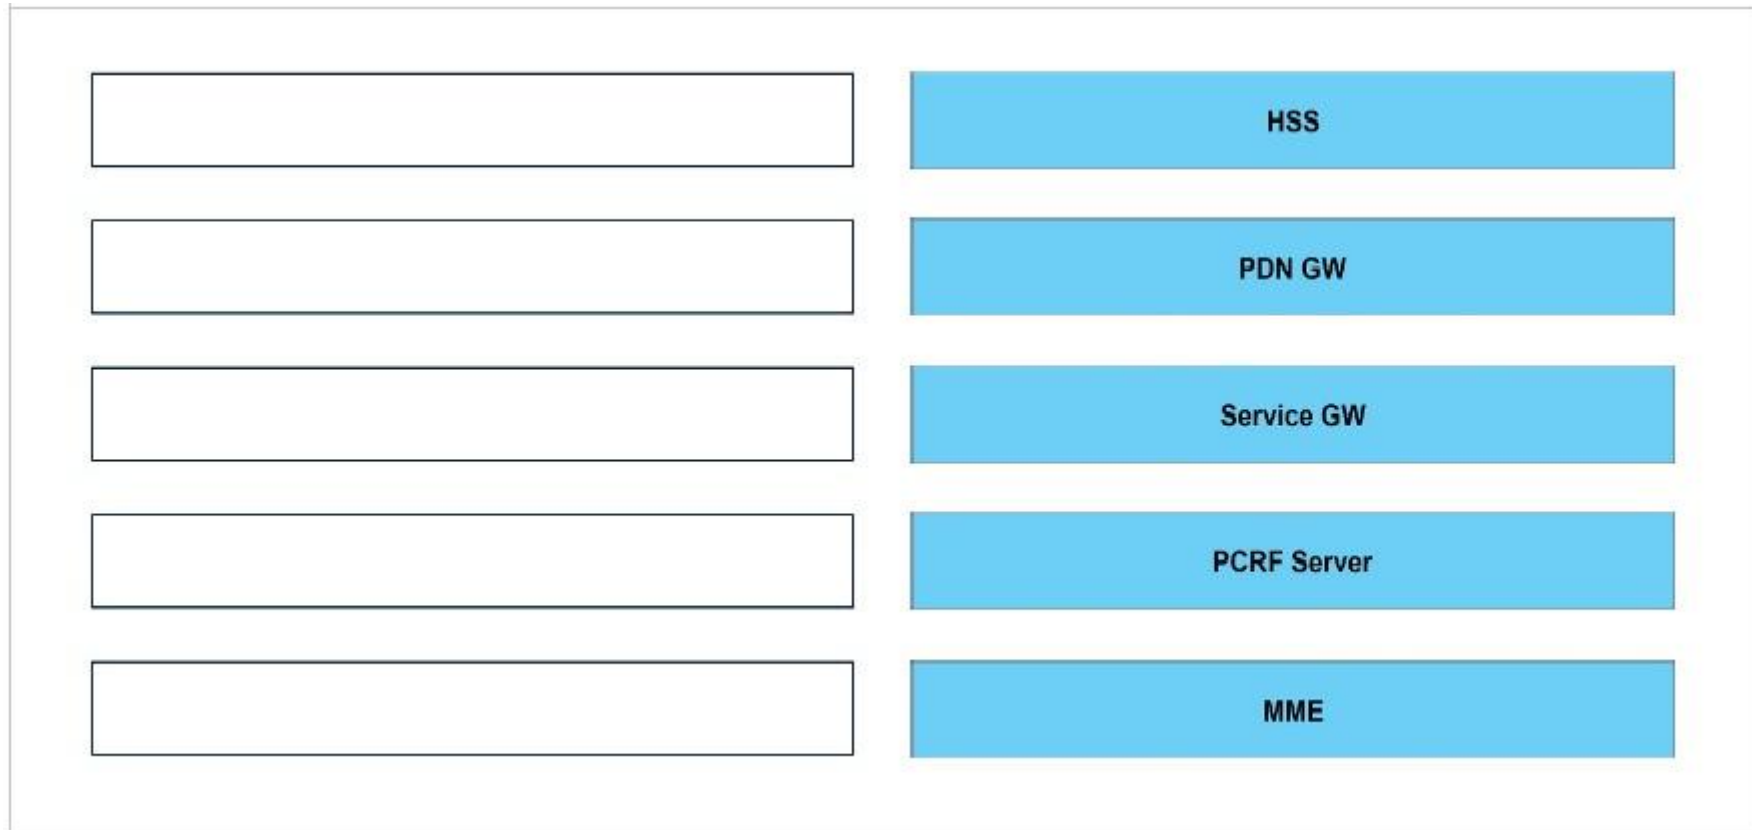 HSS
PDN GW
Service GW
PCRF Server
MME